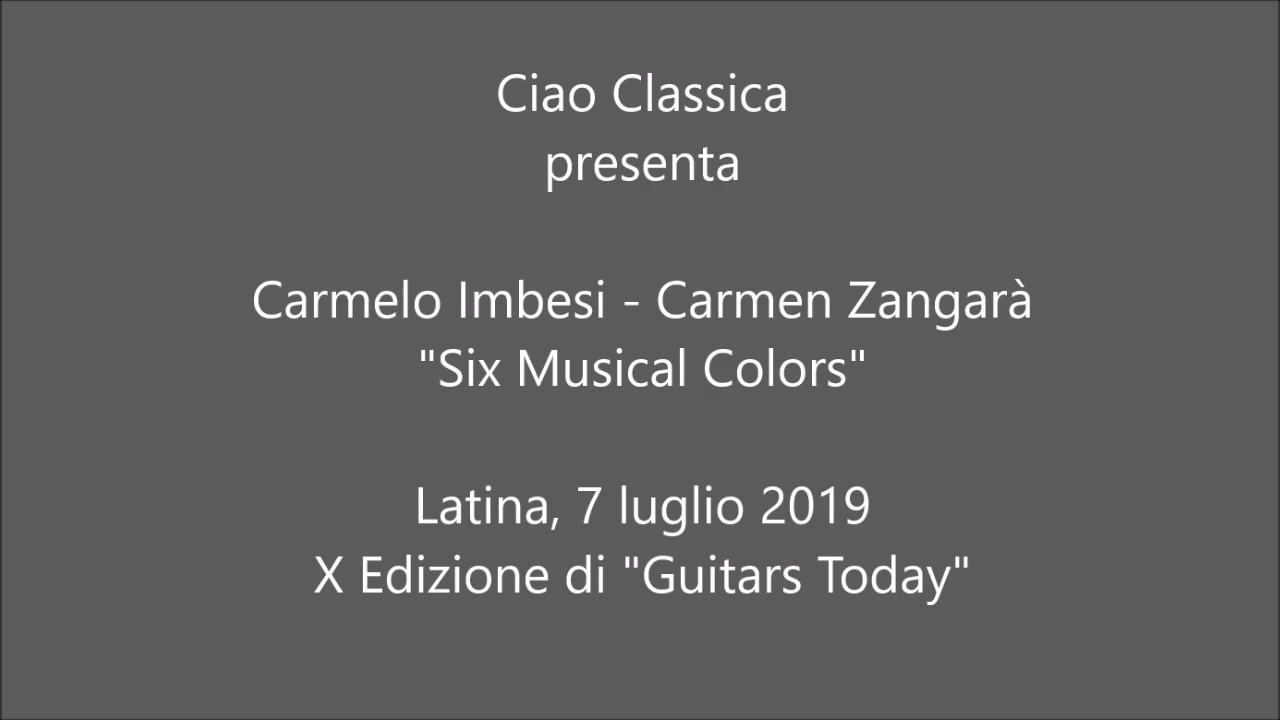 Ciao Classica
presenta
Carmelo Imbesi - Carmen Zangarà
"Six Musical Colors"
Latina, 7 luglio 2019
X Edizione di "Guitars Today"